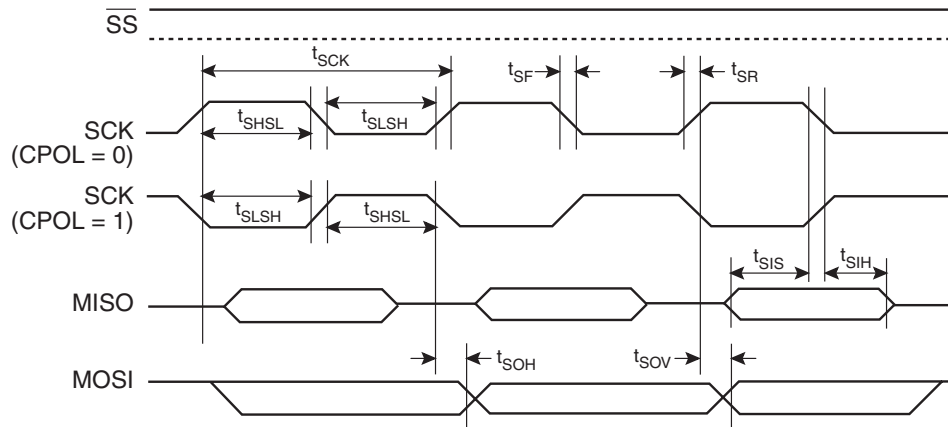 SS
tSCK
tSF
tSR
tSHSL
tSLSH
SCK
(CPOL = 0)
SCK
(CPOL = 1)
tSLSH
tSHSL
tSIS
tSIH
MISO
tSOH
tSOV
MOSI